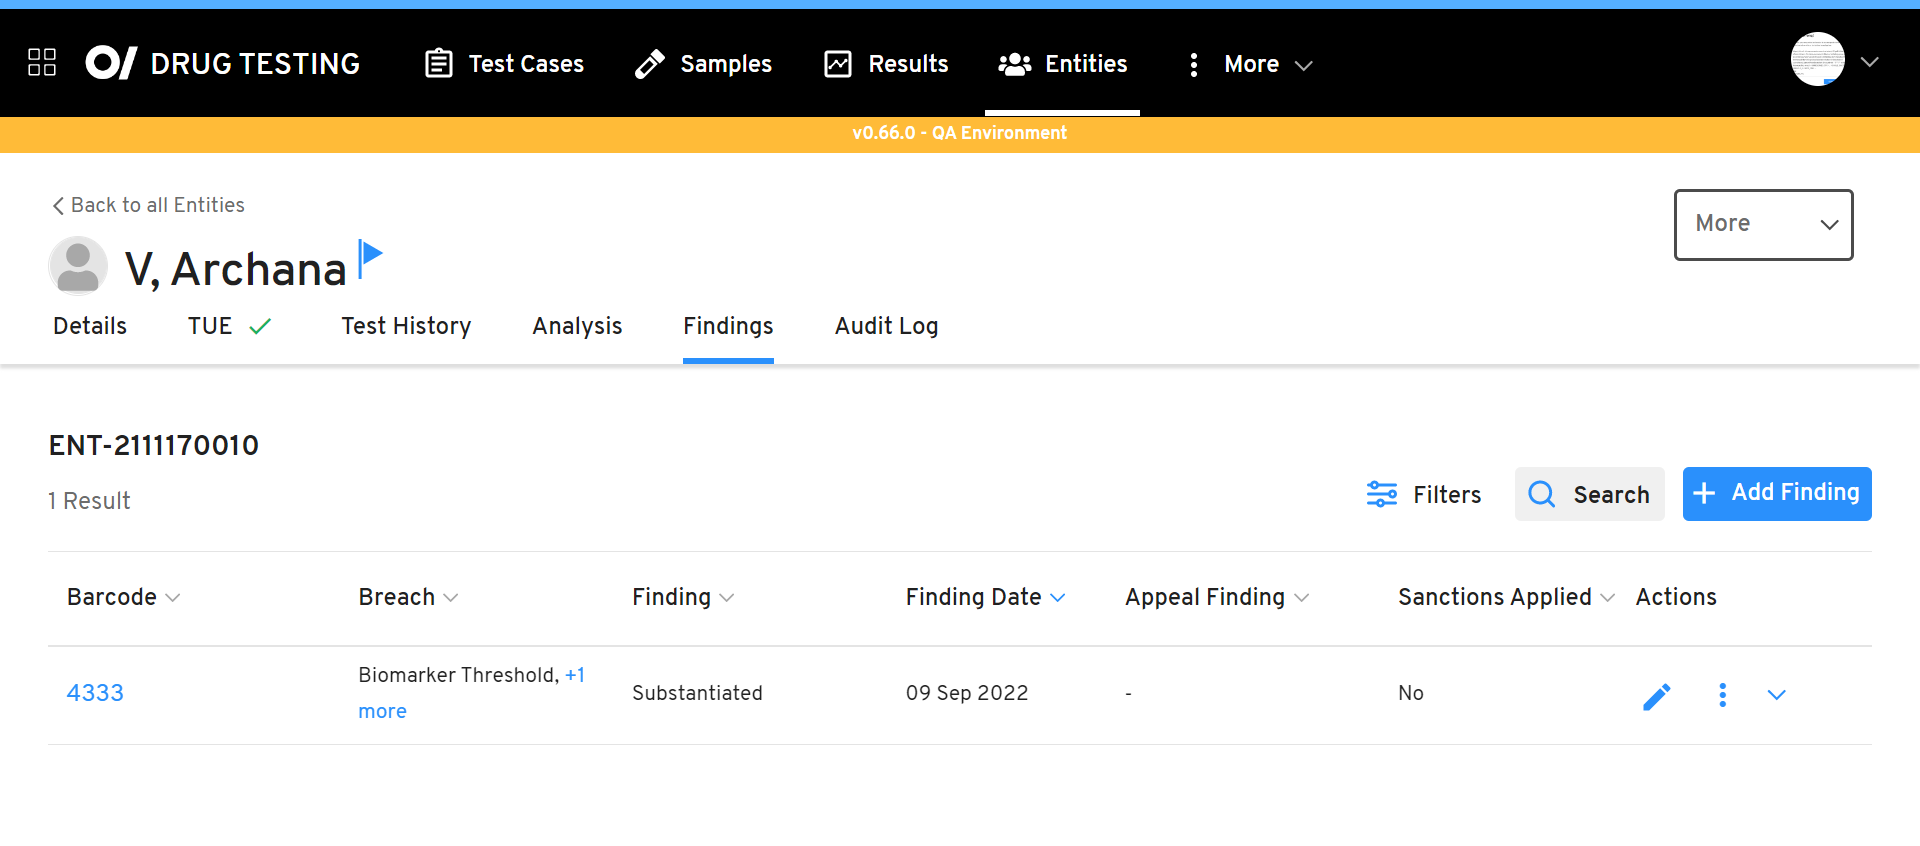 DRUG TESTING
Test Cases
Samples
Results
Entities
More
v0.66.0 - QA Environment
Back to all Entities
More
V, Archana
Details
TUE
Test History
Analysis
Findings
Audit Log
ENT-2111170010
1 Result
Filters
Search
Add Finding
Barcode
Breach
Finding
Finding Date
Appeal Finding
Sanctions Applied
Actions
4333
Biomarker Threshold, +1
more
Substantiated
09 Sep 2022
-
No